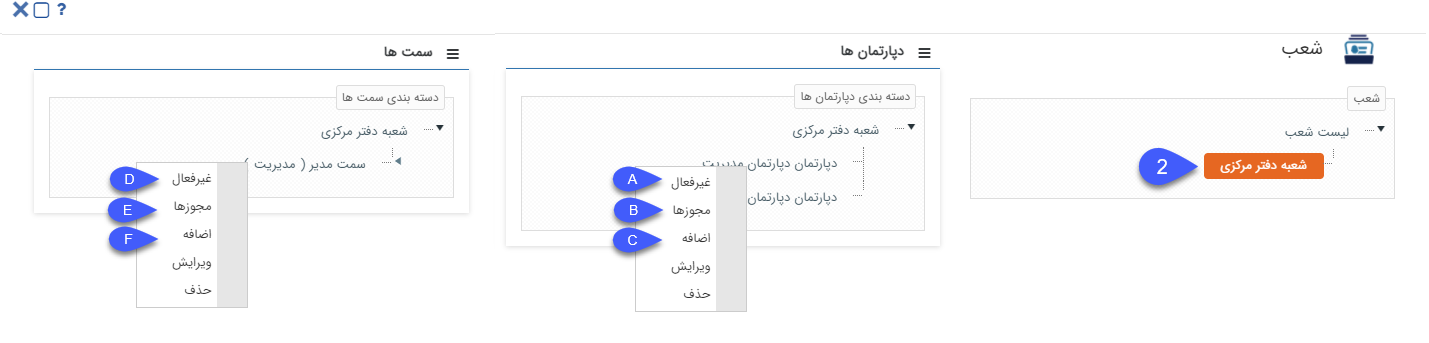 ?
شعب
شعب
لیست شعب
شعبه دفتر مرکزی
2
دپارتمان ها
دسته بندی دپارتمان ها
شعبه دفتر مرکزی
دپارتمان دپارتمان مدیریت
دپارتمان دپارتمان
غیرفعال
A
مجوزها
B
اضافه
C
ویرایش
حذف
سمت ها
دسته بندی سمت ها
شعبه دفتر مرکزی
سمت مدیر ( مدیریت )
غیرفعال
D
مجوزها
E
اضافه
F
ویرایش
حذف